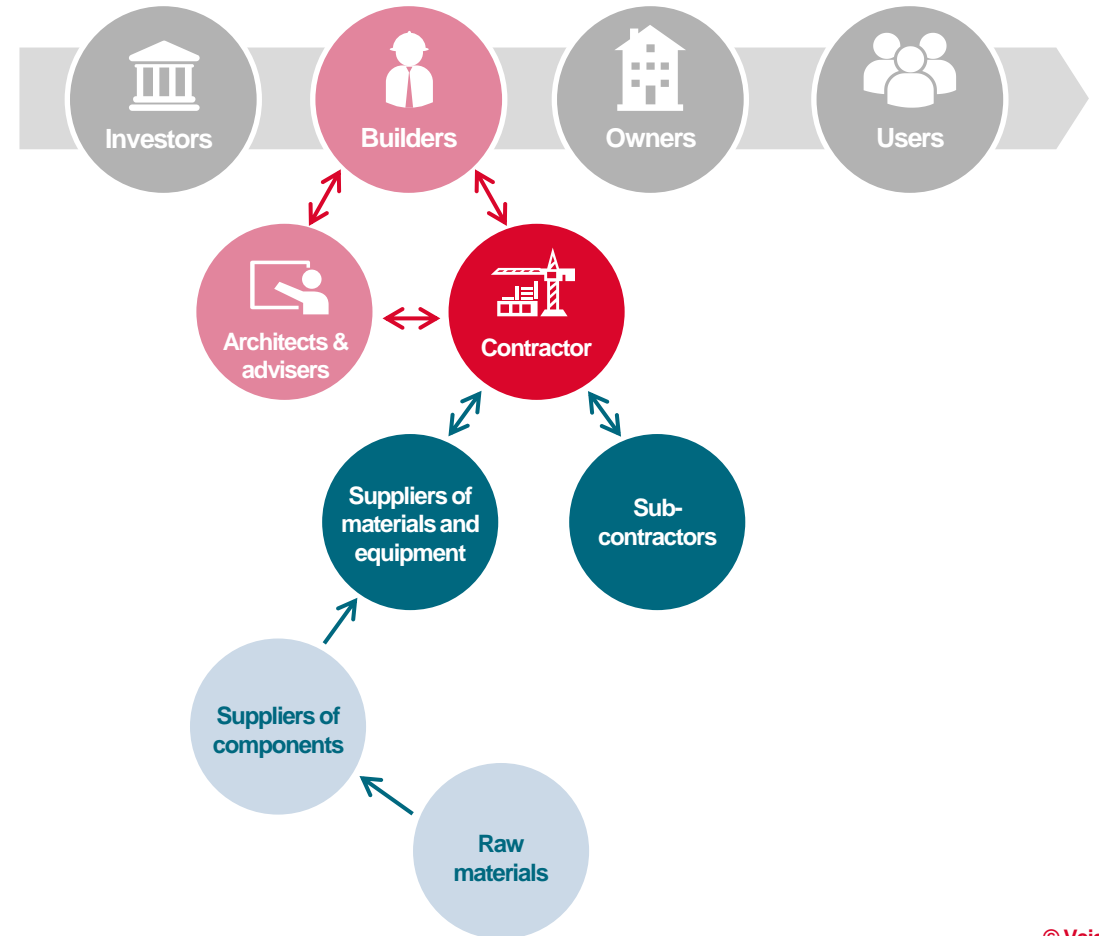 Investors
Builders
Owners
Users
Architects &
advisers
Contractor
Suppliers of
materials and
equipment
Sub-
contractors
Suppliers of
components
Raw
materials
©